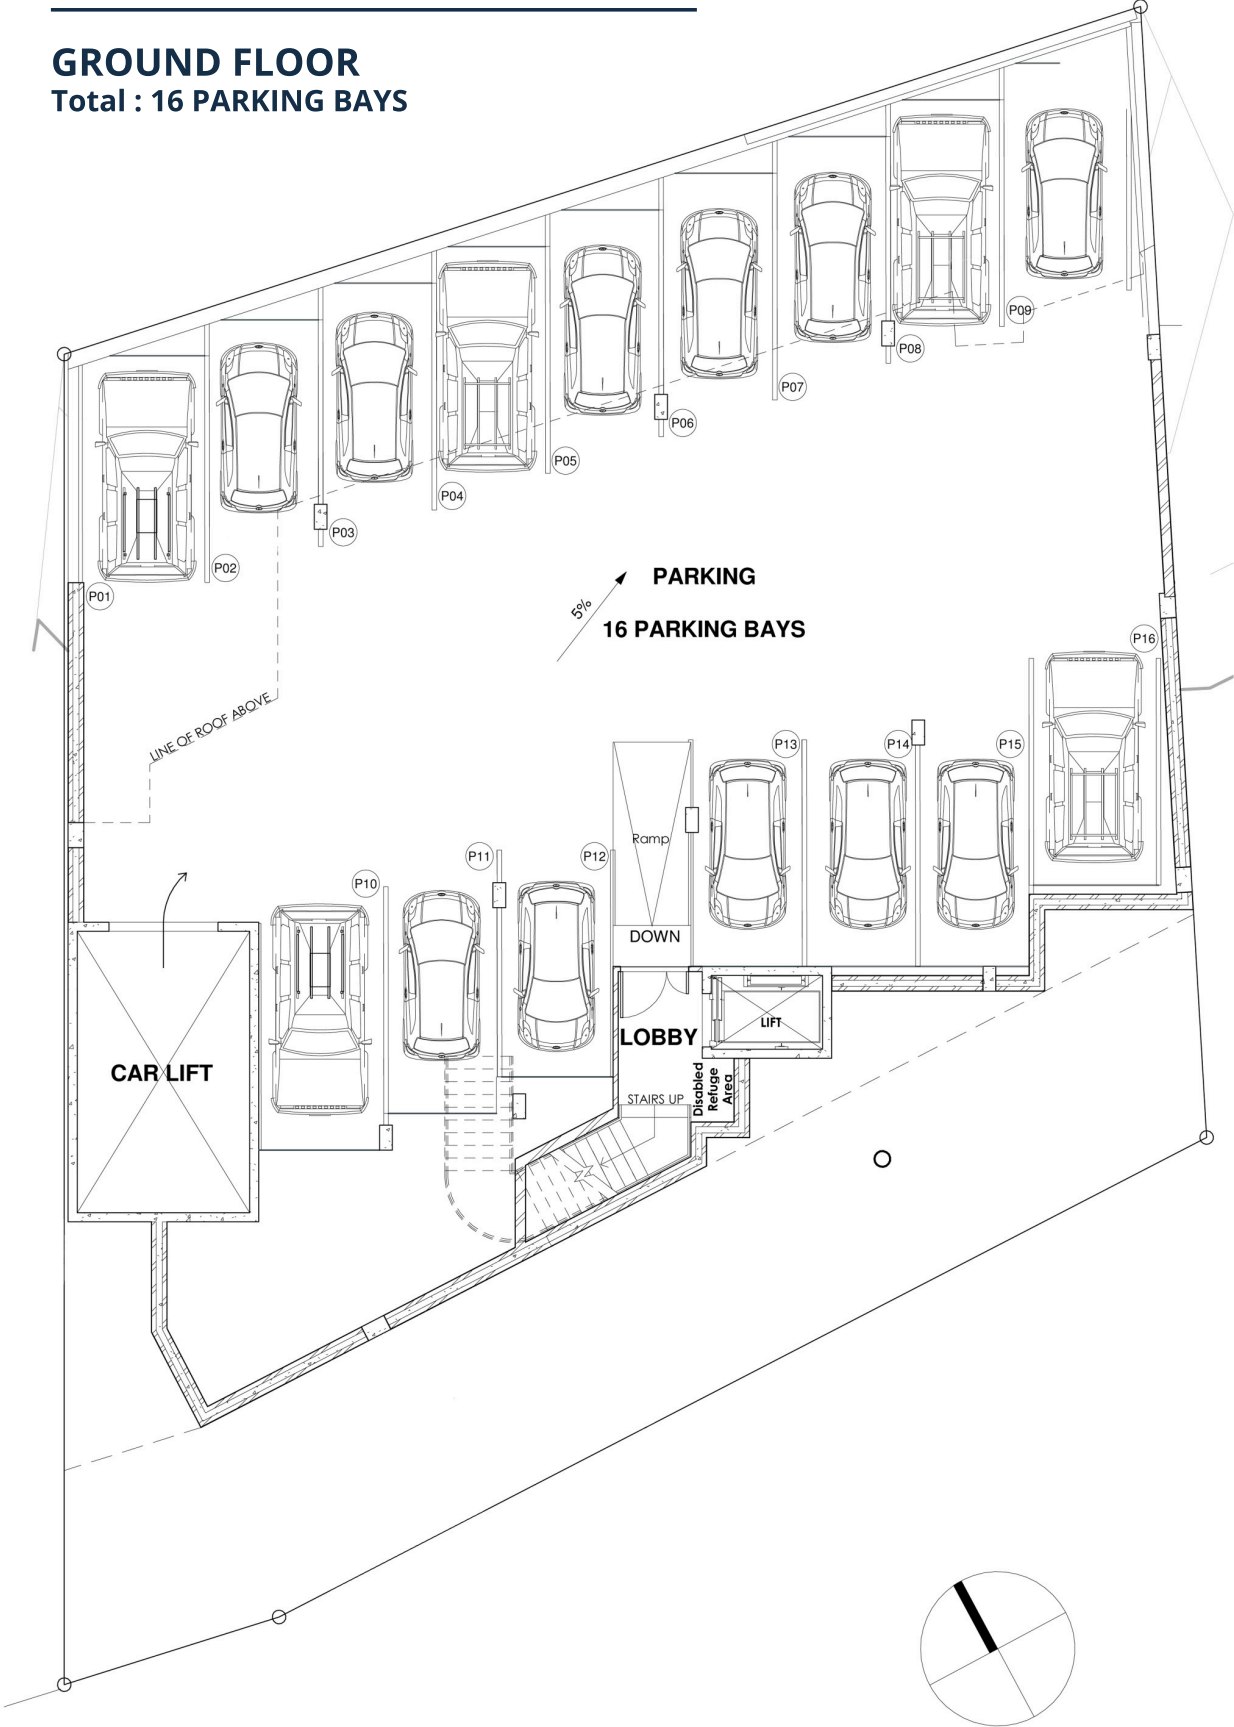 GROUND FLOOR
Total : 16 PARKING BAYS
P09
P08
P07
P06
P05
P04
P03
P02
P01
PARKING
5%
16 PARKING BAYS
P16
LINE OF ROOF ABOVE
P13
P14
P15
Ramp
P11
P12
P10
DOWN
LIFT
LOBBY
CAR LIFT
Disabled
Refuge
Area
STAIRS UP